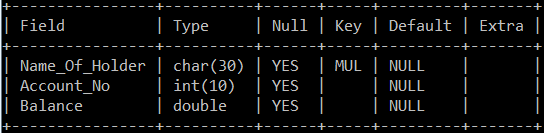 +----------------+----------+------+-----+---------+-------+
| Field          | Type     | Null | Key | Default | Extra |
+----------------+----------+------+-----+---------+-------+
| Name_Of_Holder | char(30) | YES  | MUL | NULL    |       |
| Account_No     | int(10)  | YES  |     | NULL    |       |
| Balance        | double   | YES  |     | NULL    |       |
+----------------+----------+------+-----+---------+-------+